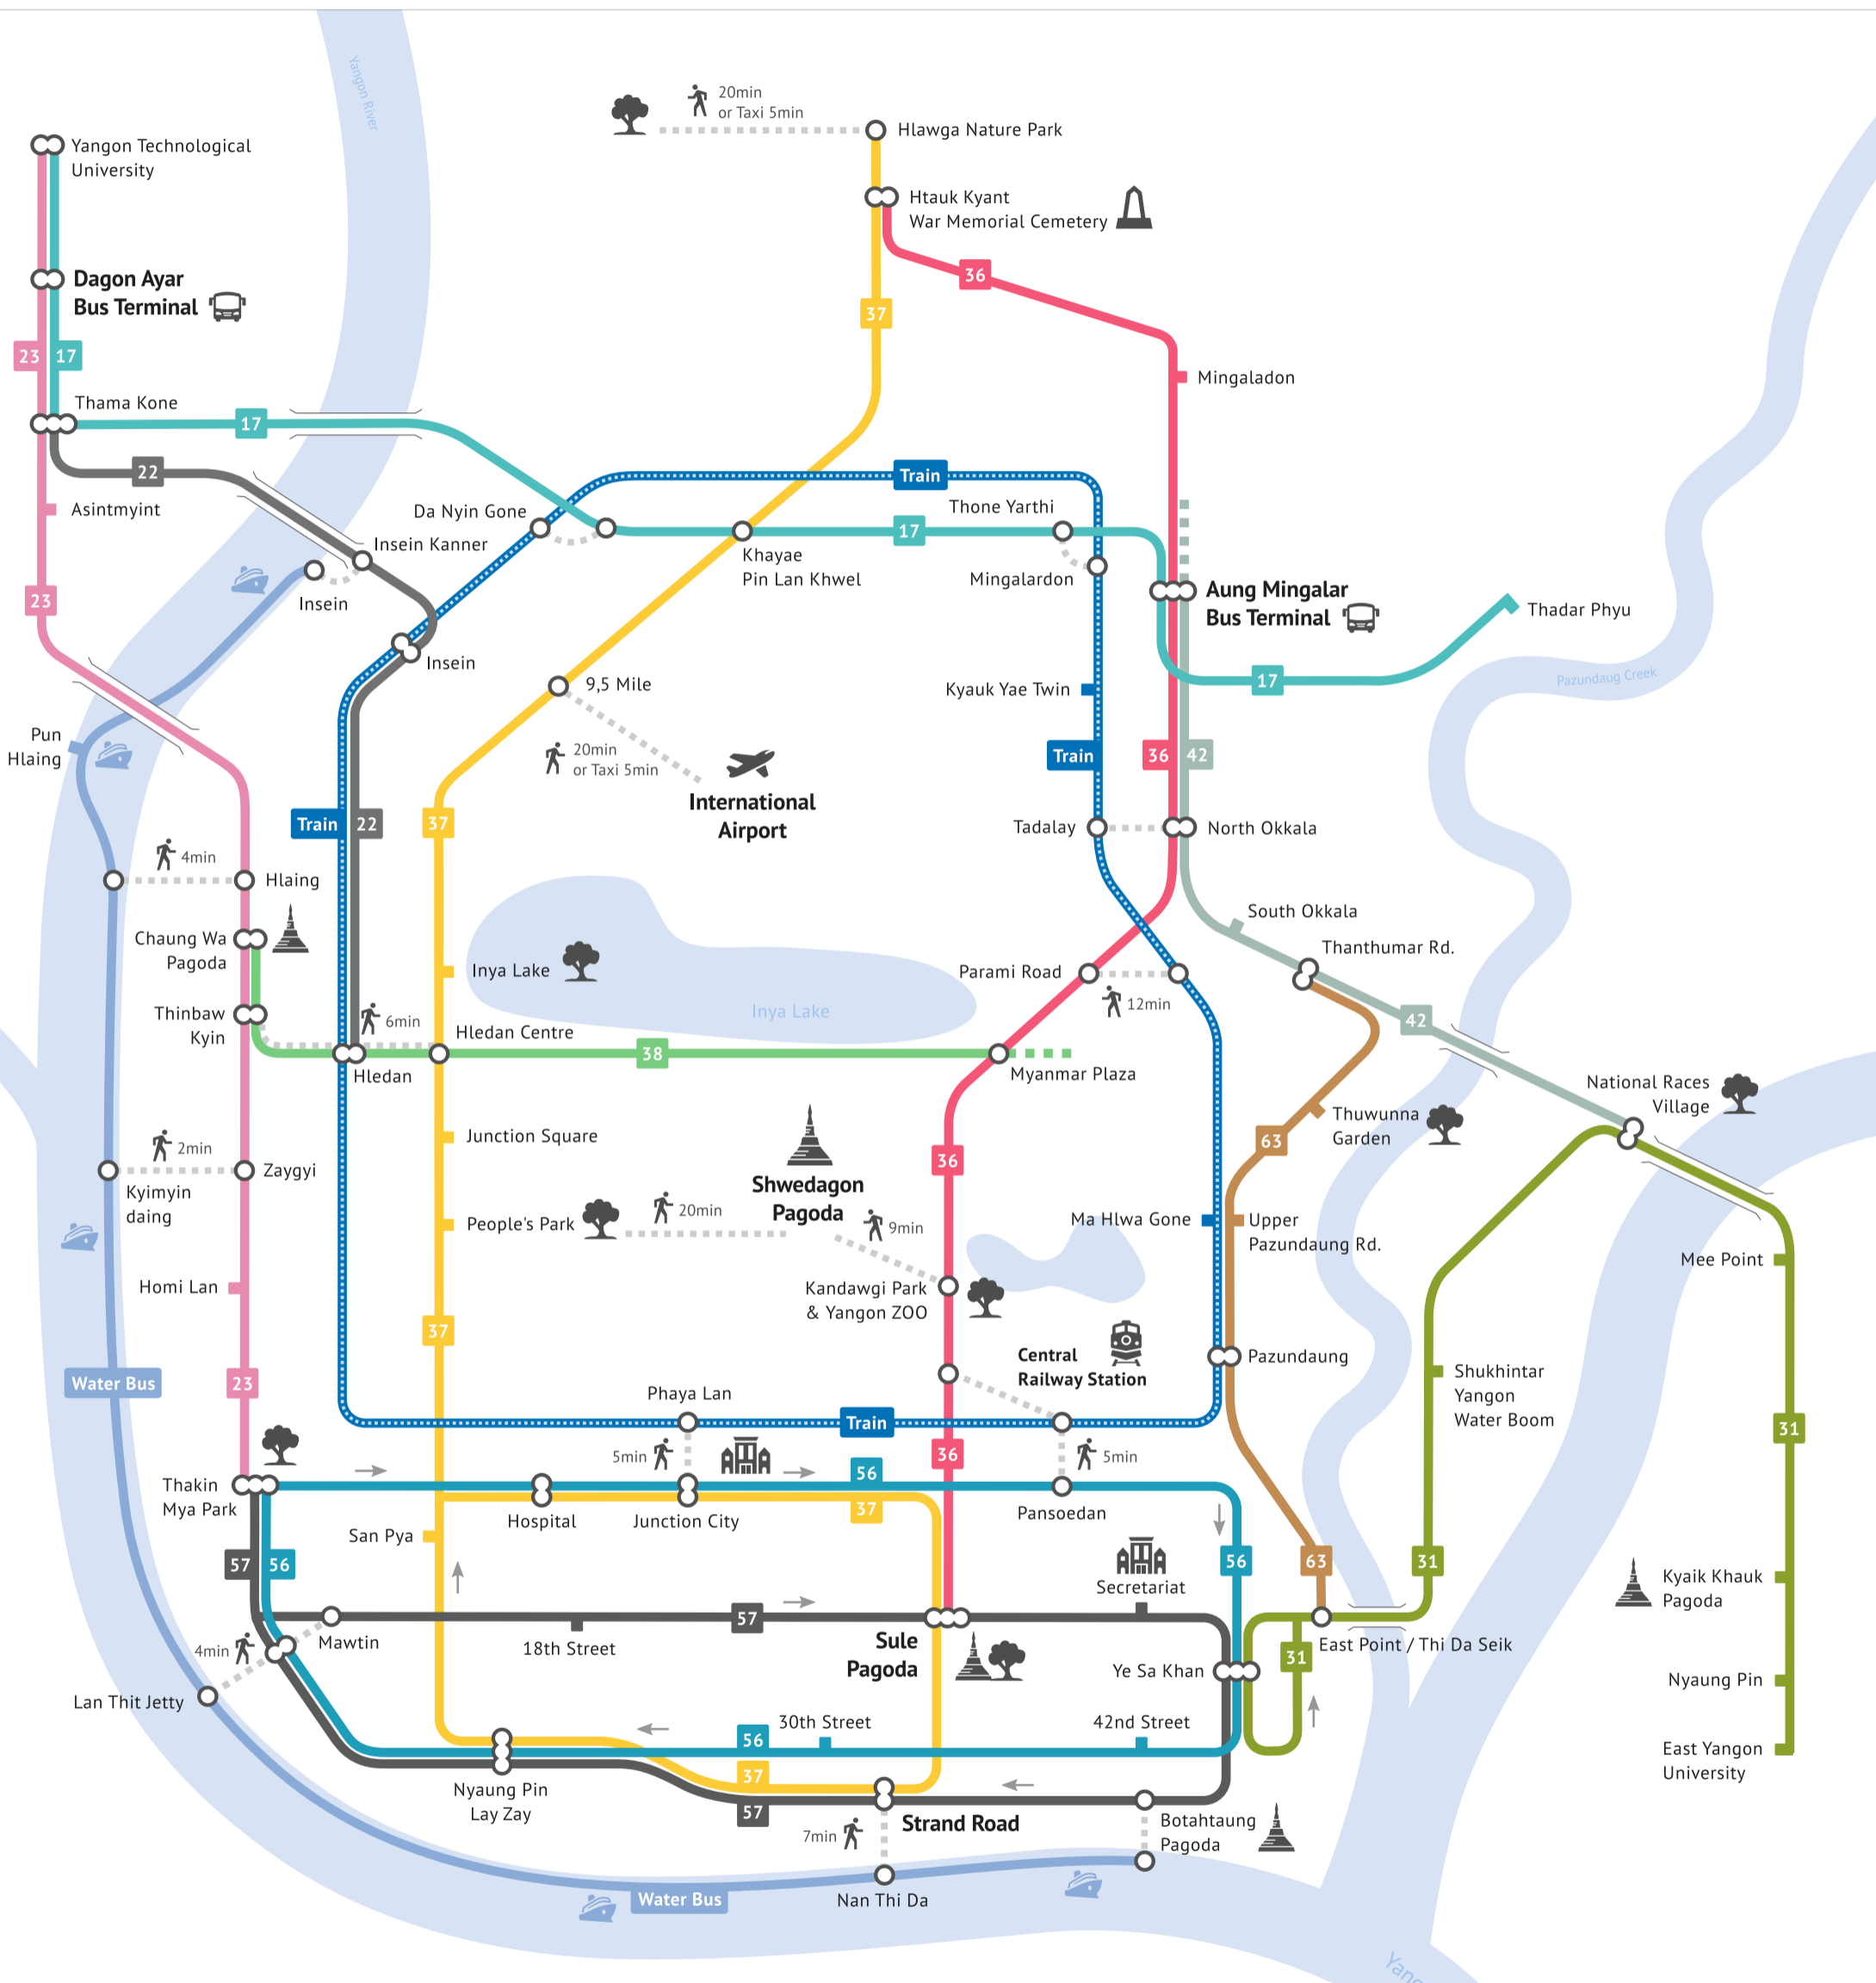 Yangon River
20min
or Taxi 5min
Hlawga Nature Park
Yangon Technological
University
Htauk Kyant
War Memorial Cemetery
36
Dagon Ayar
Bus Terminal
37
23
17
Mingaladon
Thama Kone
17
22
Train
Asintmyint
Da Nyin Gone
Thone Yarthi
17
Insein Kanner
Khayae
Pin Lan Khwel
Mingalardon
Aung Mingalar
Bus Terminal
Thadar Phyu
23
Insein
Insein
17
Pazundaug Creek
9,5 Mile
Kyauk Yae Twin
Pun
Hlaing
20min
or Taxi 5min
Train
36
42
International
Airport
Train
22
37
Tadalay
North Okkala
4min
Hlaing
South Okkala
Chaung Wa
Pagoda
Thanthumar Rd.
Inya Lake
Parami Road
12min
Inya Lake
Thinbaw
Kyin
6min
Hledan Centre
42
38
Hledan
Myanmar Plaza
National Races
Village
Thuwunna
Garden
Junction Square
63
2min
36
Zaygyi
Shwedagon
Pagoda
Kyimyin
daing
20min
People's Park
9min
Ma Hlwa Gone
Upper
Pazundaung Rd.
Mee Point
Homi Lan
Kandawgi Park
& Yangon ZOO
37
Central
Railway Station
Pazundaung
Water Bus
23
Shukhintar
Yangon
Water Boom
Phaya Lan
Train
31
5min
36
5min
56
Thakin
Mya Park
37
Hospital
Junction City
Pansoedan
San Pya
57
56
56
63
31
Secretariat
Kyaik Khauk
Pagoda
57
Mawtin
18th Street
Sule
Pagoda
East Point / Thi Da Seik
4min
31
Ye Sa Khan
Nyaung Pin
Lan Thit Jetty
30th Street
42nd Street
56
East Yangon
University
37
Nyaung Pin
Lay Zay
57
Strand Road
Botahtaung
Pagoda
7min
Water Bus
Nan Thi Da